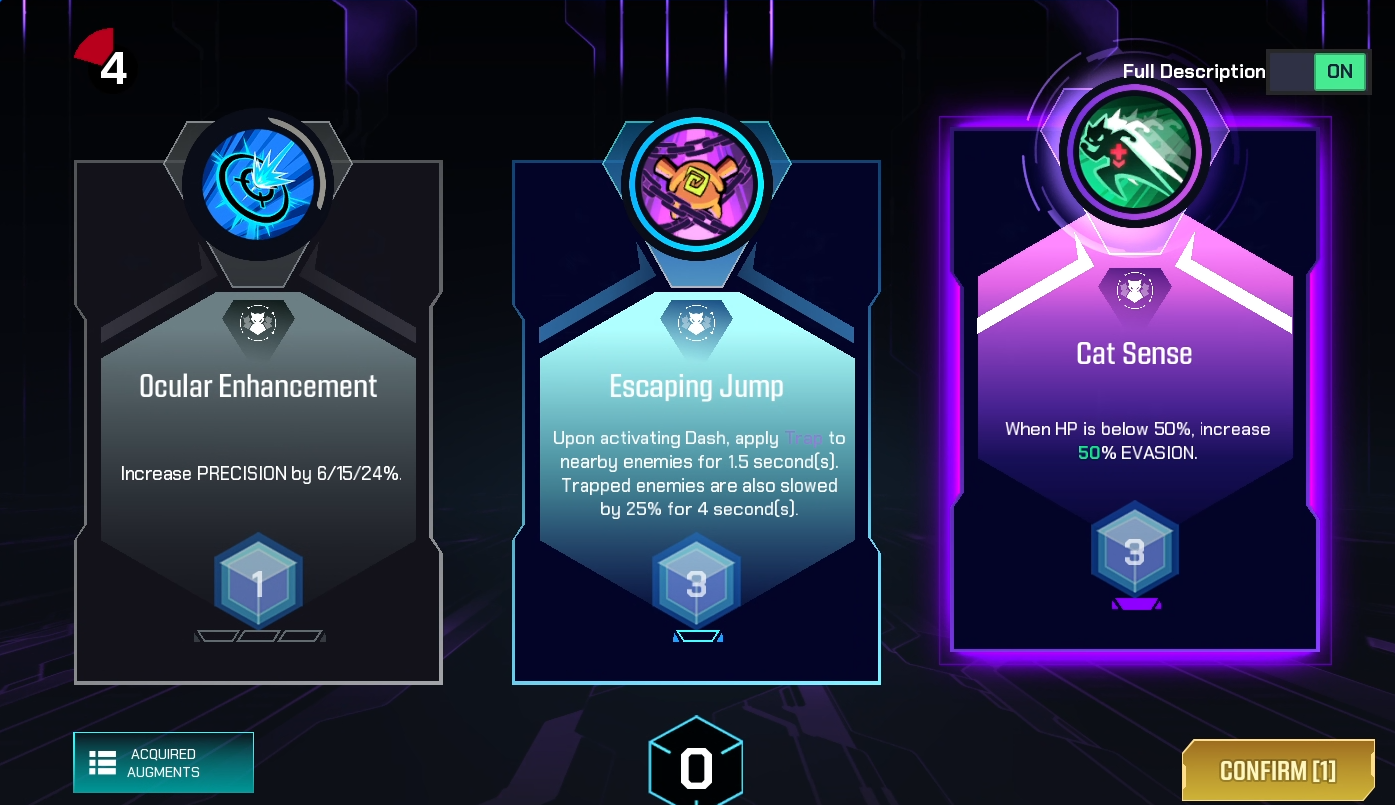 4
Full Description
ON
Ocular Enhancement
Increase PRECISION by 6/15/24%.
1
Escaping Jump
Upon activating Dash, apply Trap to
nearby enemies for 1.5 second(s).
Trapped enemies are also slowed
by 25% for 4 second(s).
3
Cat Sense
When HP is below 50%, increase
50% EVASION.
3
ACQUIRED
AUGMENTS
0
CONFIRM [1]